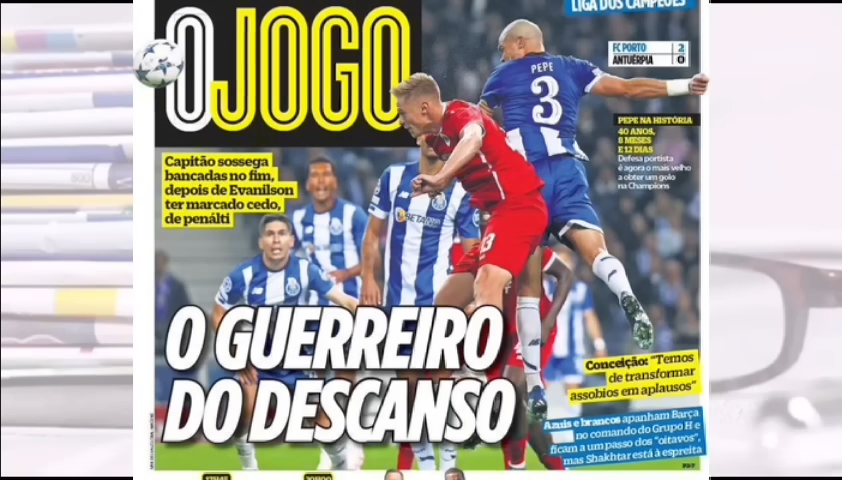 LIGA DOS CAMPEÕES
O JOGO
FC PORTO 2
ANTUÉRPIA 0
PEPE
3
PEPE NA HISTÓRIA
40 ANOS,
8 MESES
E 12 DIAS
Defesa portista
é agora o mais velho
a obter um golo
na Champions
Capitão sossega
bancadas no fim,
depois de Evanilson
ter marcado cedo,
de penálti
BETANO
O GUERREIRO
DO DESCANSO
Conceição: “Temos
de transformar
assobios em aplausos”
Azuis e brancos apanham Barça
no comando do Grupo H e
ficam a um passo dos “oitavos”,
mas Shakhtar está à espreita